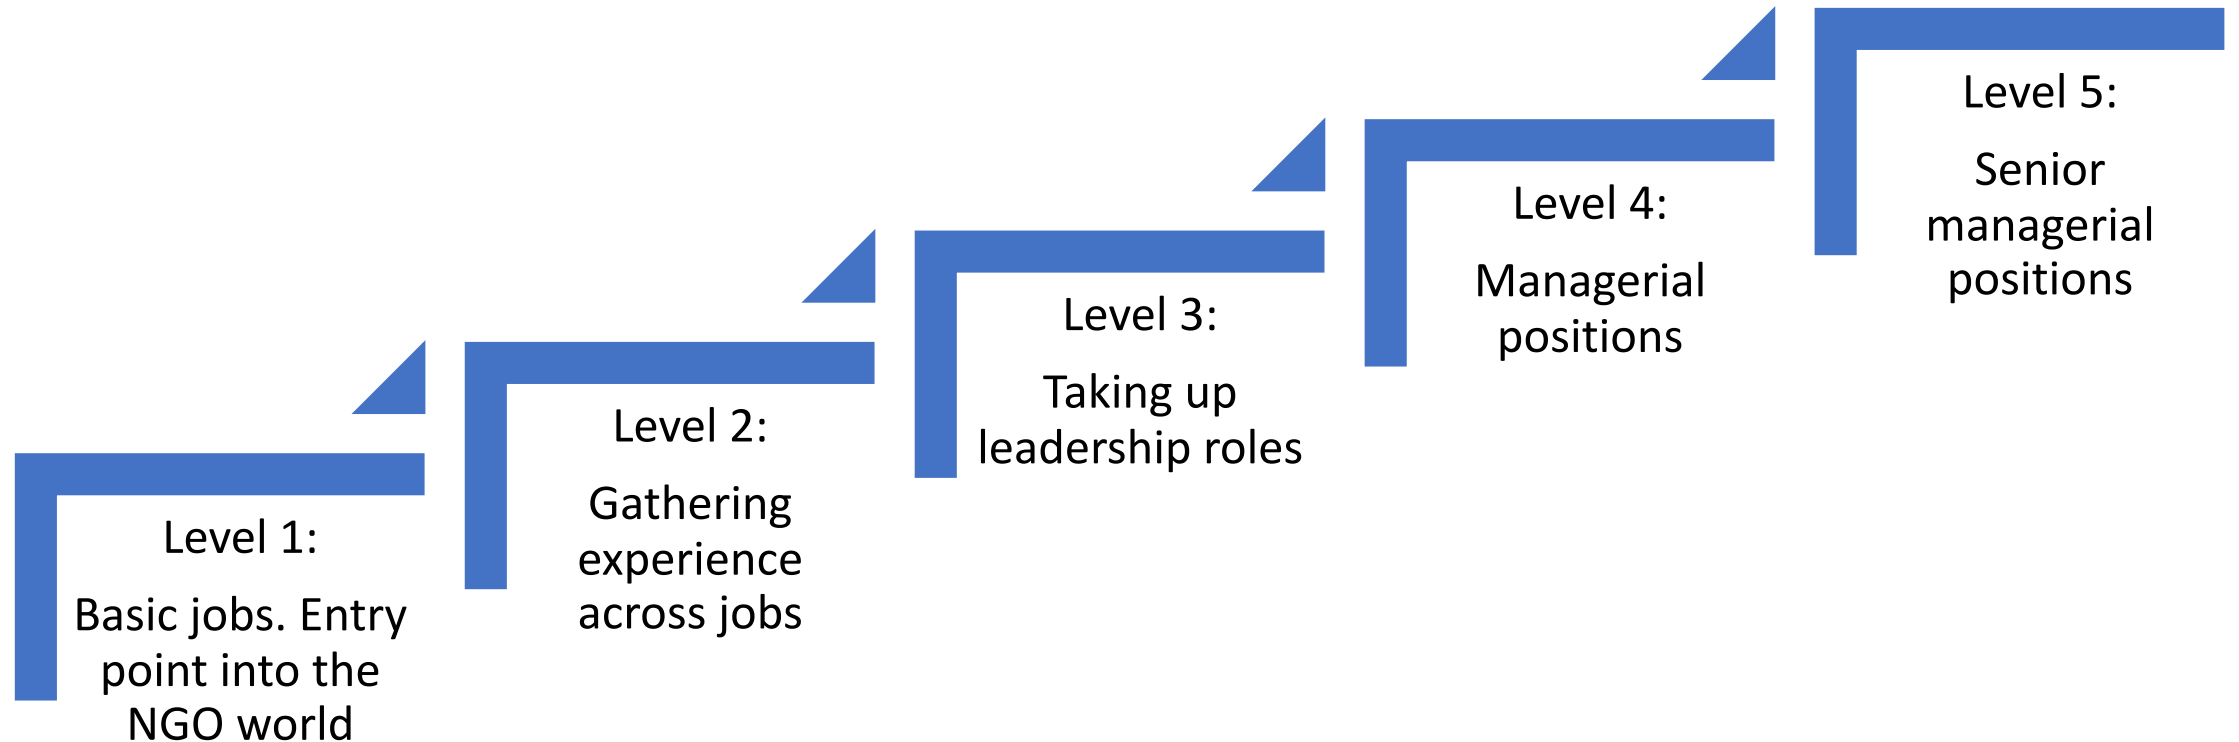 Level 1:
Basic jobs. Entry
point into the
NGO world
Level 2:
Gathering
experience
across jobs
Level 3:
Taking up
leadership roles
Level 4:
Managerial
positions
Level 5:
Senior
managerial
positions